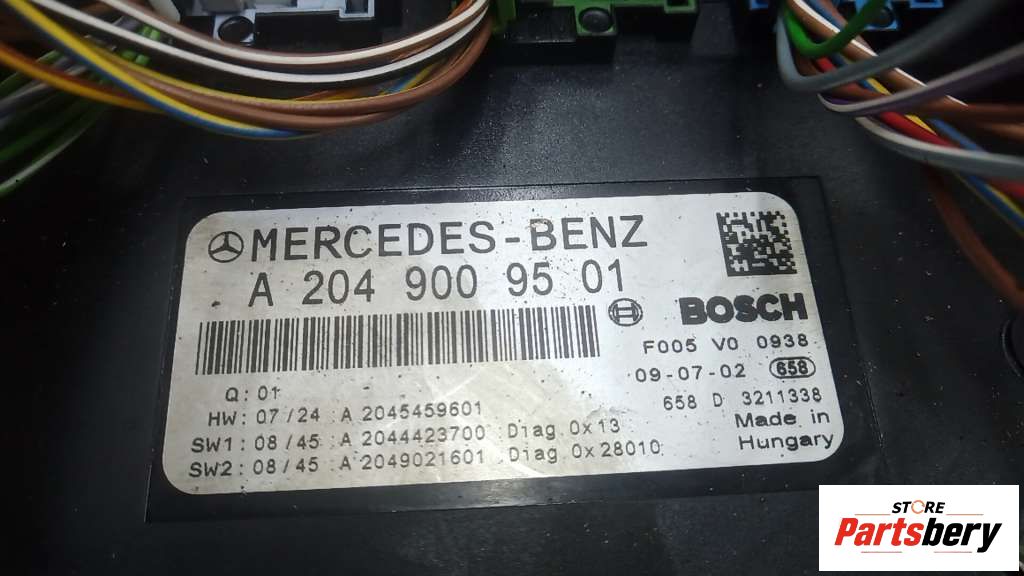 MERCEDES-BENZ
A 204 900 95 01
BOSCH
F005 V0 0938
09-07-02 658
658 D 3211338
Made in
Hungary
Q: 01
HW: 07/24 :A 2045459601
SW1: 08/45 :A 2044423700 Diag 0x13
SW2: 08/45 :A 2049021601 Diag 0x28010
STORE
Partsbery